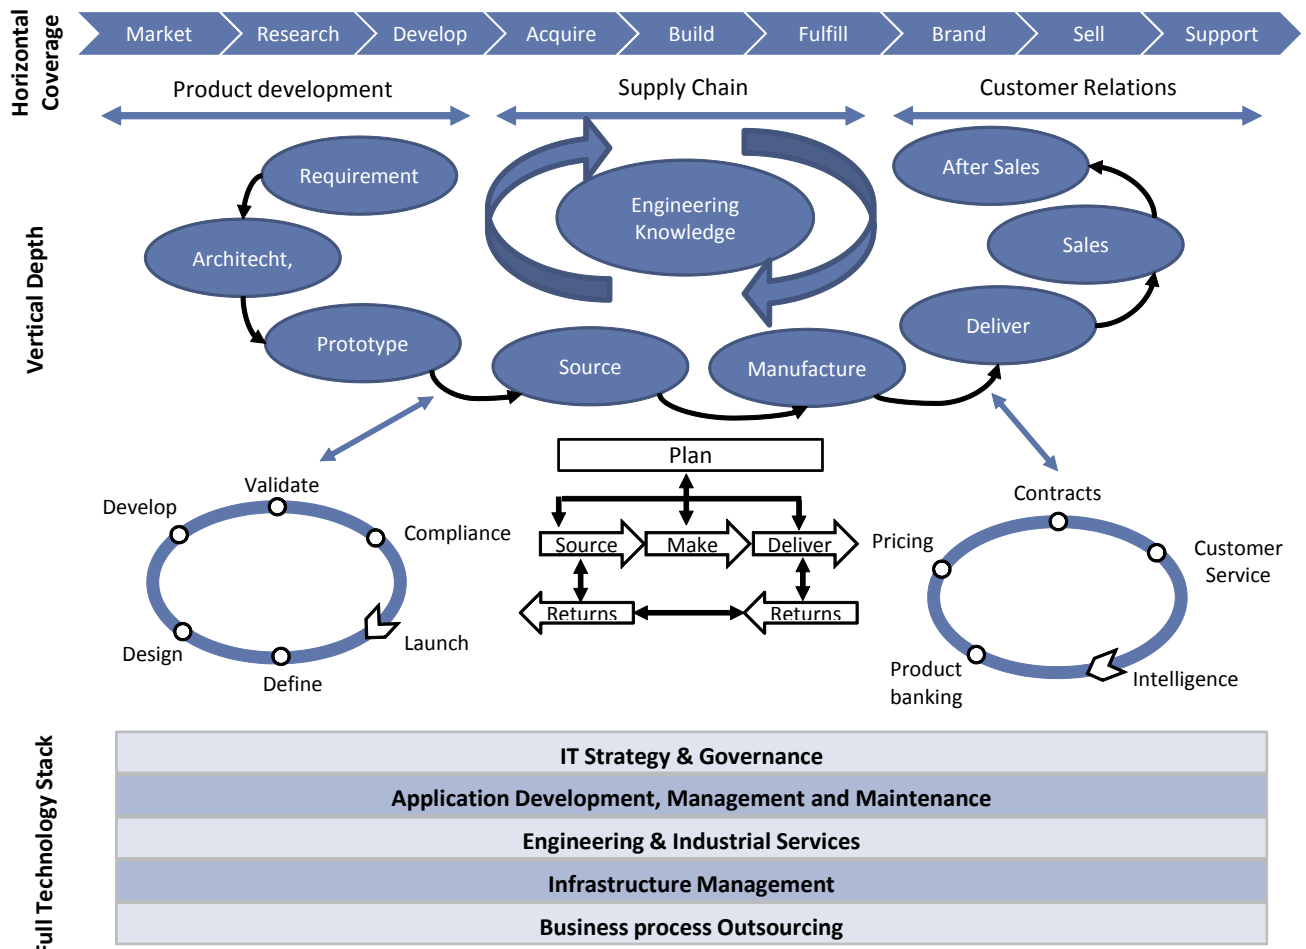 Horizontal
Coverage
Market
Research
Develop
Acquire
Build
Fulfill
Brand
Sell
Support
Product development
Supply Chain
Customer Relations
Vertical Depth
Requirement
Architecht,
Prototype
Engineering
Knowledge
Source
Manufacture
After Sales
Sales
Deliver
Validate
Develop
Compliance
Design
Launch
Define
Plan
Source
Make
Deliver
Returns
Returns
Contracts
Pricing
Customer
Service
Product
banking
Intelligence
Full Technology Stack
IT Strategy & Governance
Application Development, Management and Maintenance
Engineering & Industrial Services
Infrastructure Management
Business process Outsourcing